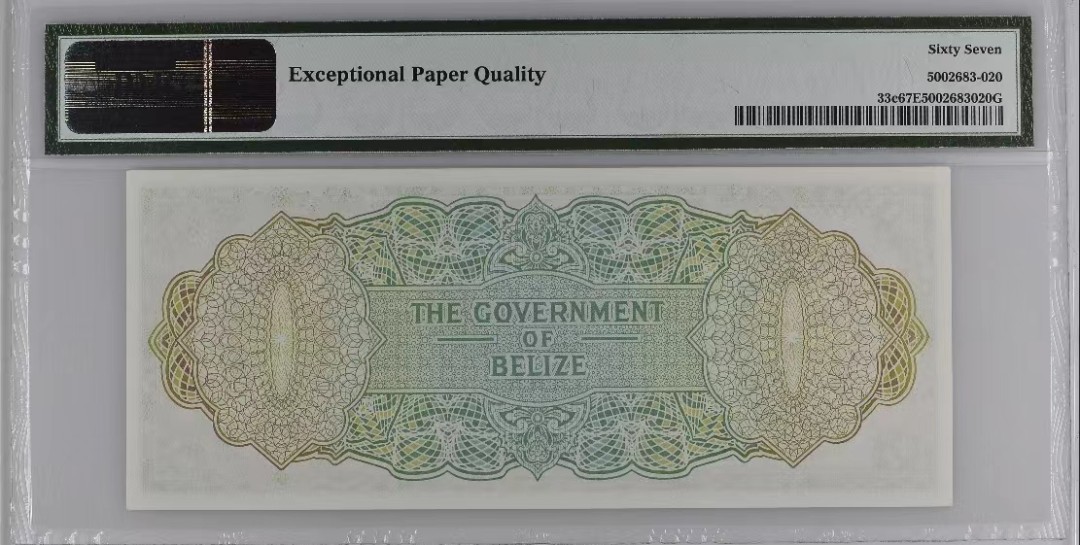 Exceptional Paper Quality
Sixty Seven
5002683-020
33c67E5002683020G
THE GOVERNMENT
OF
BELIZE